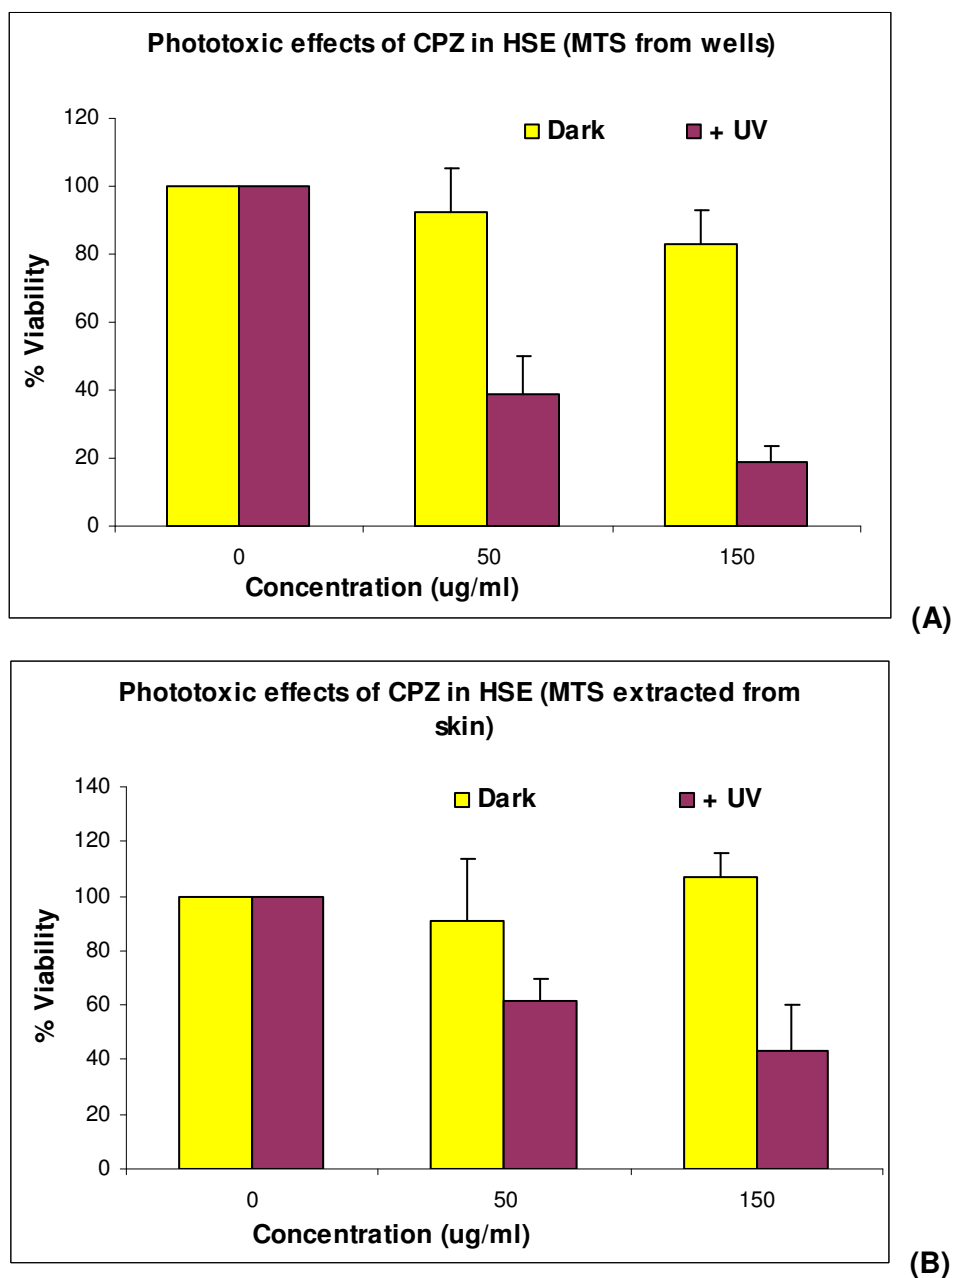 Phototoxic effects of CPZ in HSE (MTS from wells)
120
100
80
60
40
20
0
% Viability
Dark
+ UV
0
50
150
Concentration (ug/ml)
(A)
Phototoxic effects of CPZ in HSE (MTS extracted from
skin)
140
120
100
80
60
40
20
0
% Viability
Dark
+ UV
0
50
150
Concentration (ug/ml)
(B)